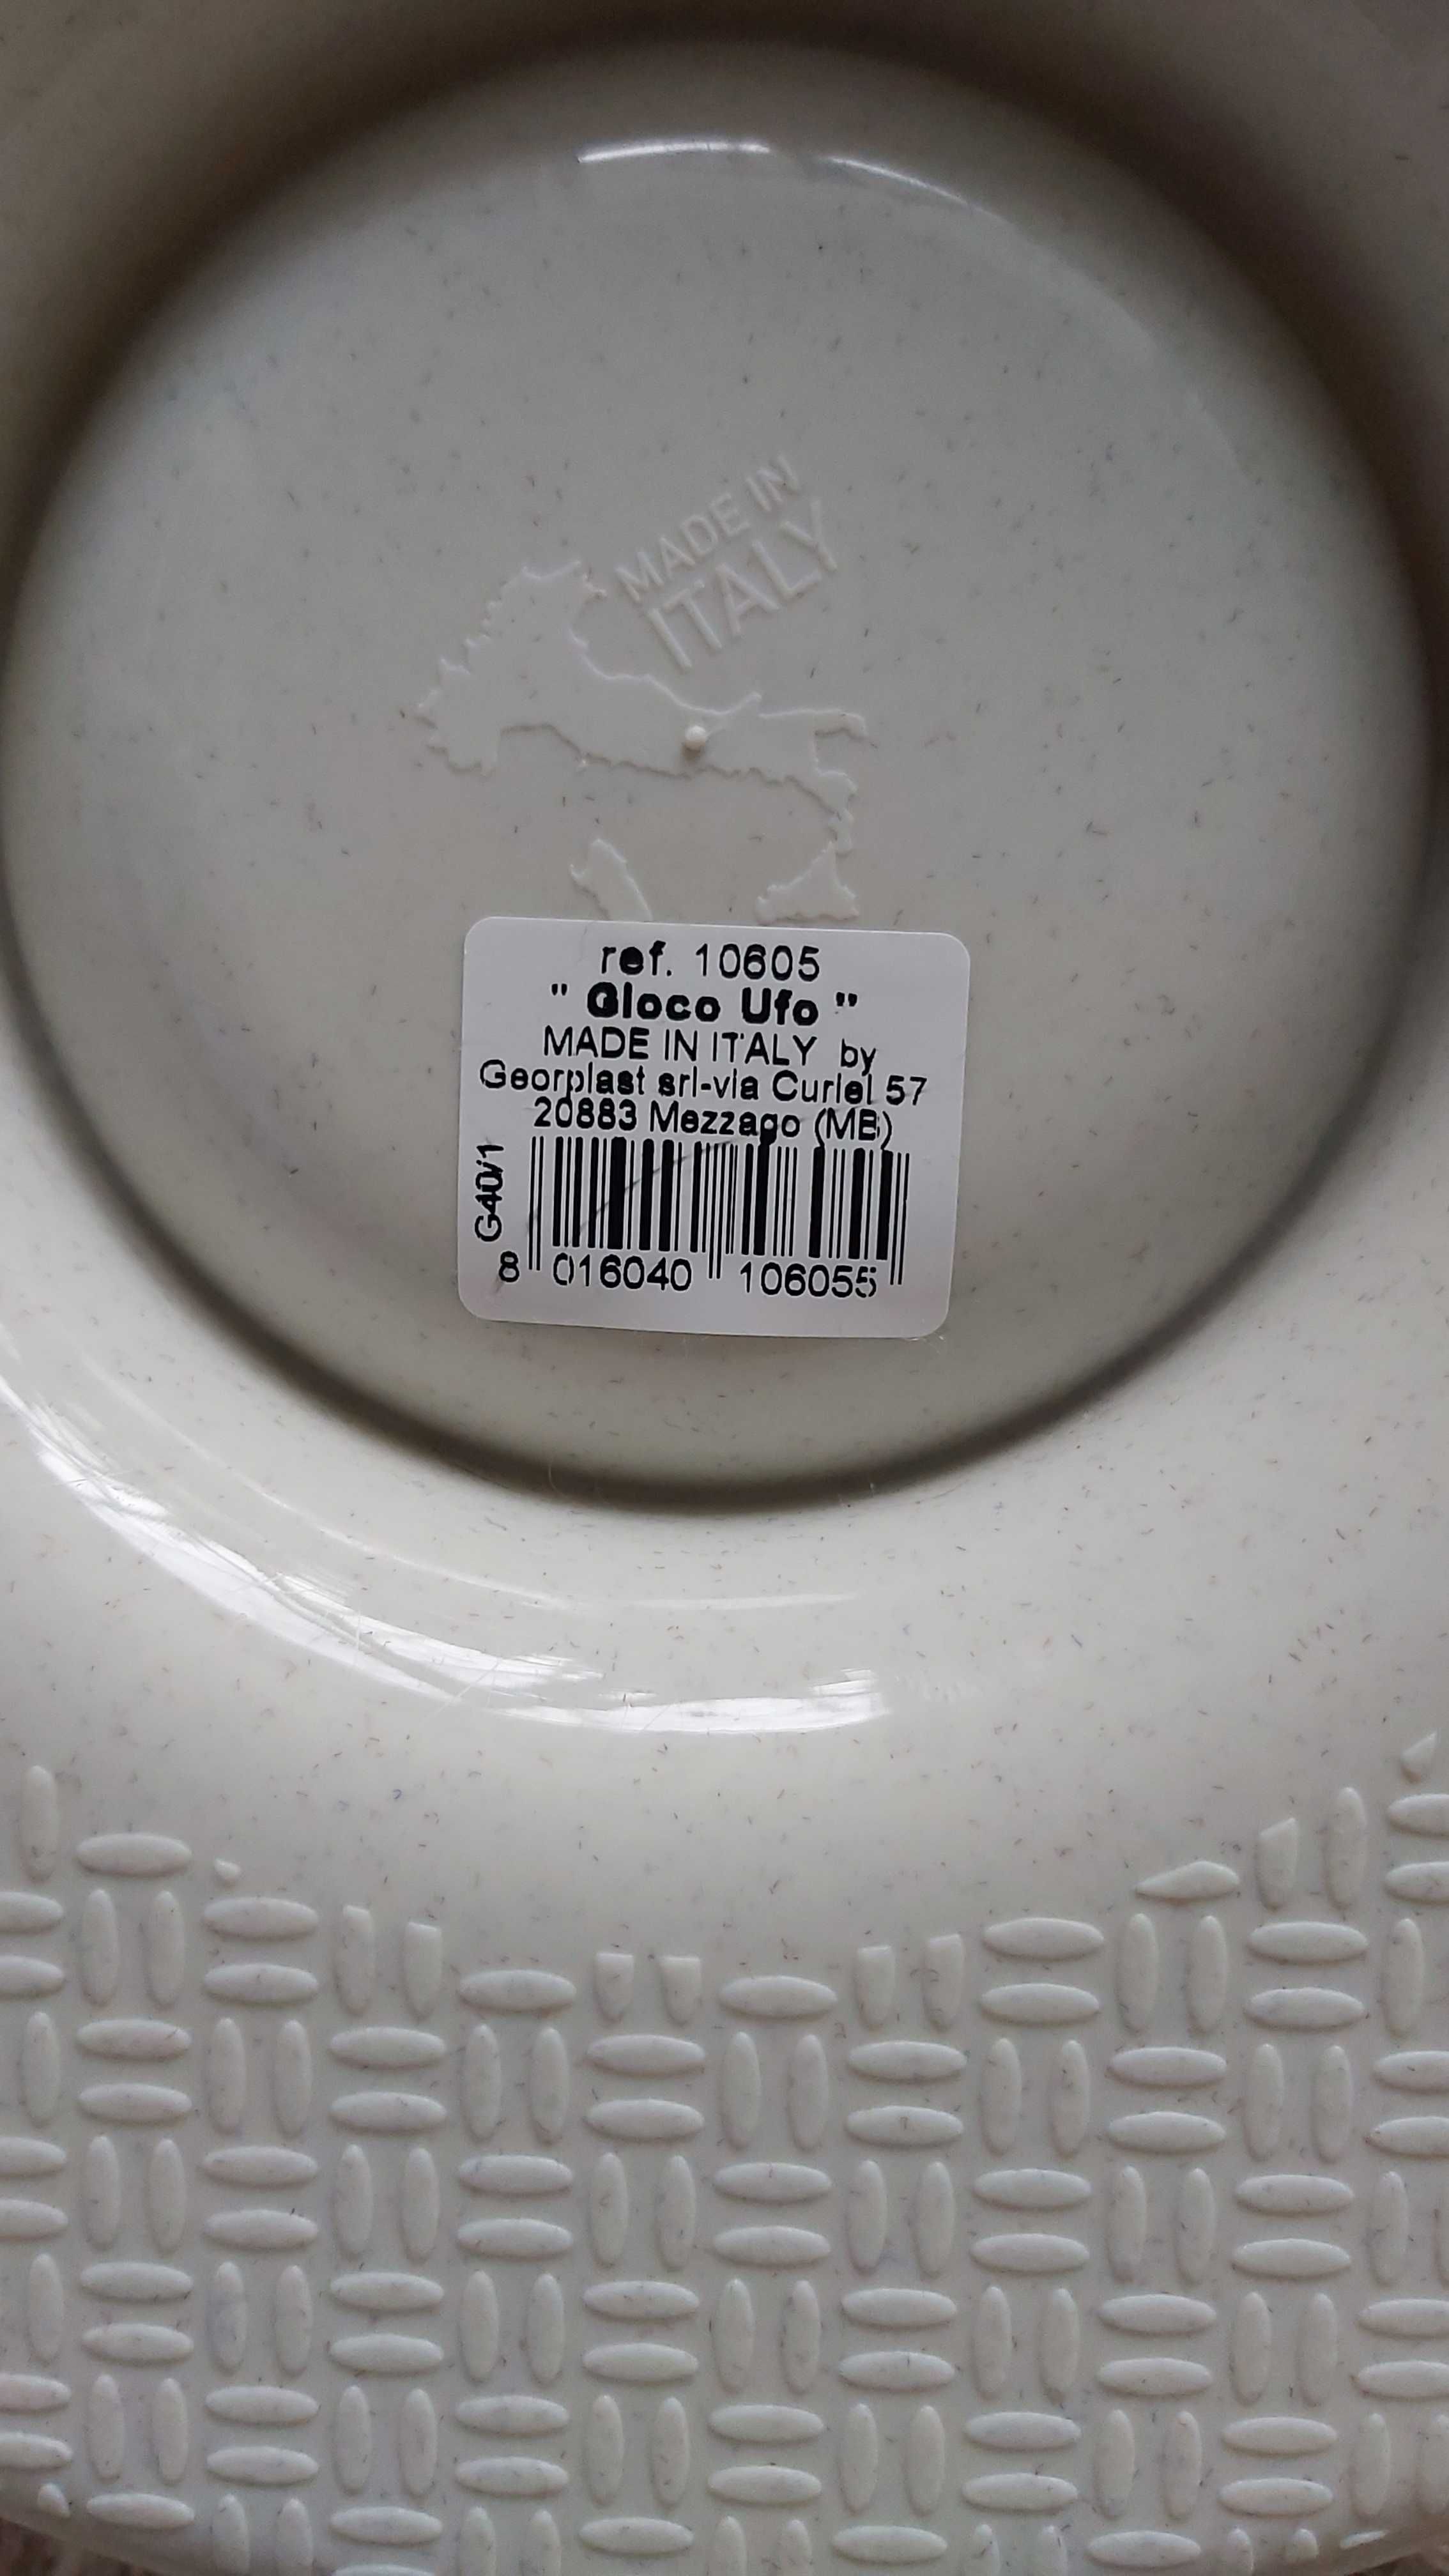 MADE IN
ITALY
ref. 10605
" Gioco Ufo "
MADE IN ITALY by
Georplast srl-via Curiel 57
20883 Mezzago (MB)
G40/1
8 016040 106055